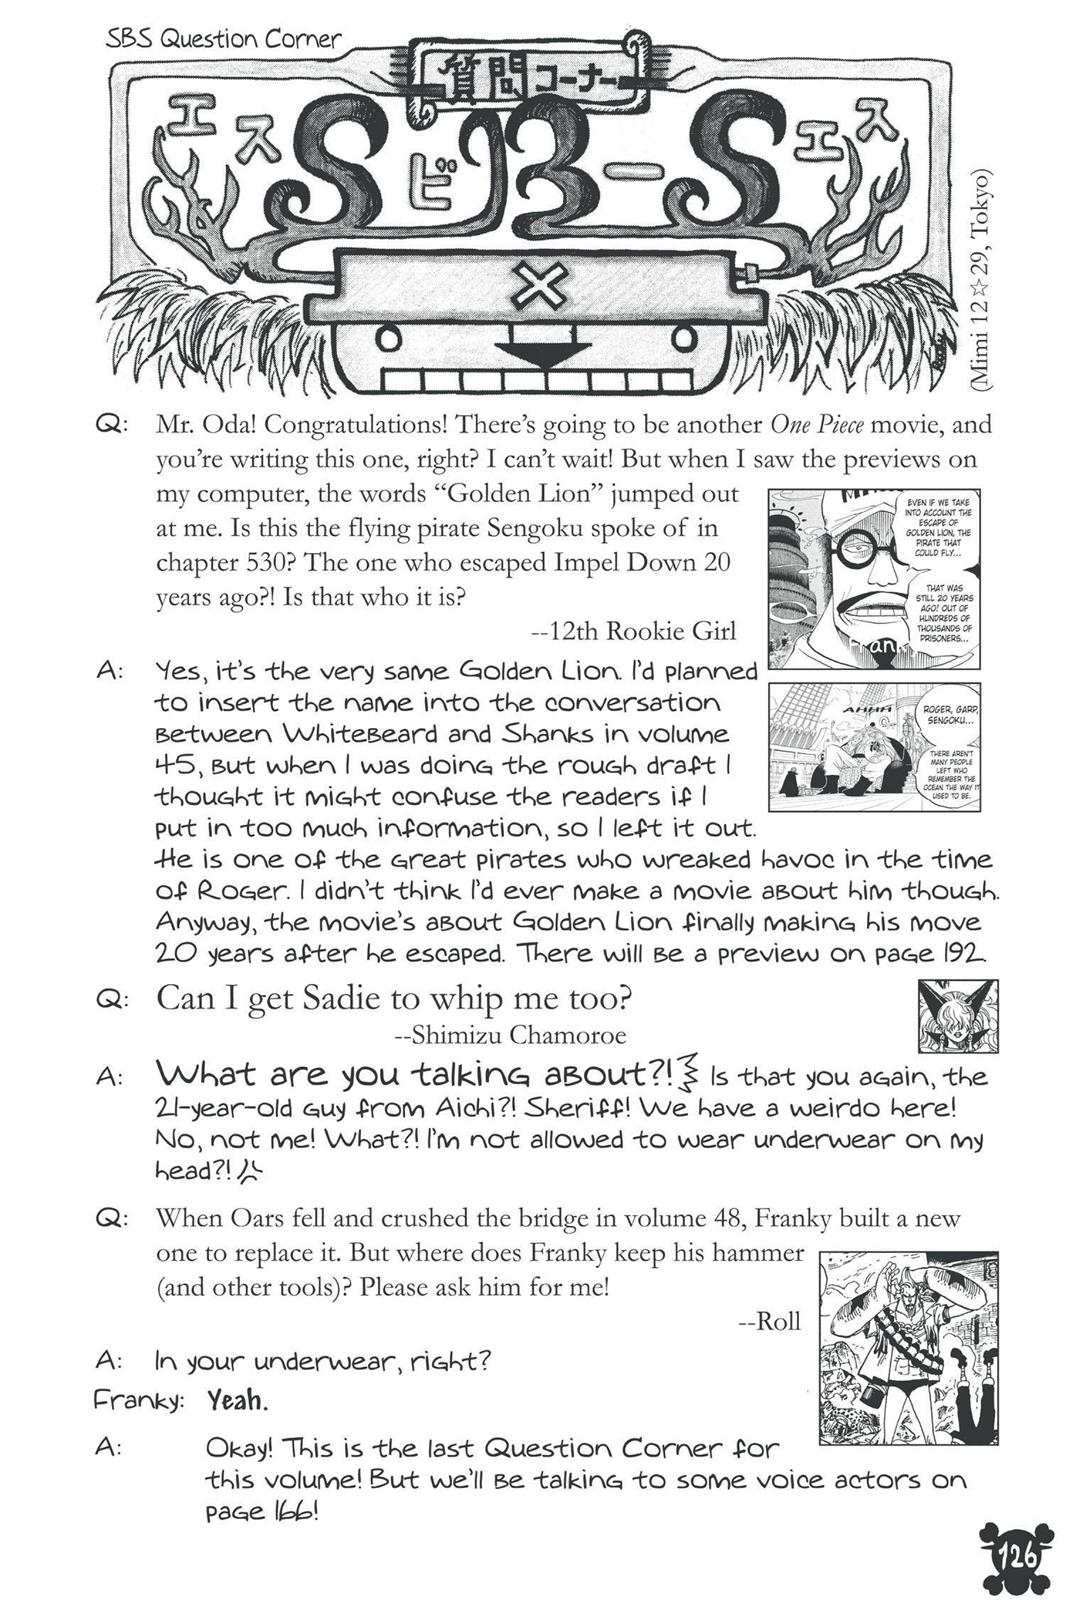 SBS Question Corner
質問コーナー
エス ビー エス
S B S
(Mimi 12☆29, Tokyo)
Q: Mr. Oda! Congratulations! There's going to be another One Piece movie, and
you're writing this one, right? I can't wait! But when I saw the previews on
my computer, the words “Golden Lion” jumped out
at me. Is this the flying pirate Sengoku spoke of in
chapter 530? The one who escaped Impel Down 20
years ago?! Is that who it is?
--12th Rookie Girl
EVEN IF WE TAKE
INTO ACCOUNT THE
ESCAPE OF
GOLDEN LION, THE
PIRATE THAT
COULD FLY...
THAT WAS
STILL 20 YEARS
AGO! OUT OF
HUNDREDS OF
THOUSANDS OF
PRISONERS...
A: Yes, it's the very same Golden Lion. I'd planned
to insert the name into the conversation
between Whitebeard and Shanks in volume
45, but when I was doing the rough draft I
thought it might confuse the readers if I
put in too much information, so I left it out.
He is one of the great pirates who wreaked havoc in the time
of Roger. I didn't think I'd ever make a movie about him though.
Anyway, the movie's about Golden Lion finally making his move
20 years after he escaped. There will be a preview on page 192.
AHHH
ROGER, GARP,
SENGOKU...
THERE AREN'T
MANY PEOPLE
LEFT WHO
REMEMBER THE
OCEAN THE WAY IT
USED TO BE.
Q: Can I get Sadie to whip me too?
--Shimizu Chamoroe
A: What are you talking about?! Is that you again, the
21-year-old guy from Aichi?! Sheriff! We have a weirdo here!
No, not me! What?! I'm not allowed to wear underwear on my
head?!
Q: When Oars fell and crushed the bridge in volume 48, Franky built a new
one to replace it. But where does Franky keep his hammer
(and other tools)? Please ask him for me!
--Roll
A: In your underwear, right?
Franky: Yeah.
A: Okay! This is the last Question Corner for
this volume! But we'll be talking to some voice actors on
page 166!
126